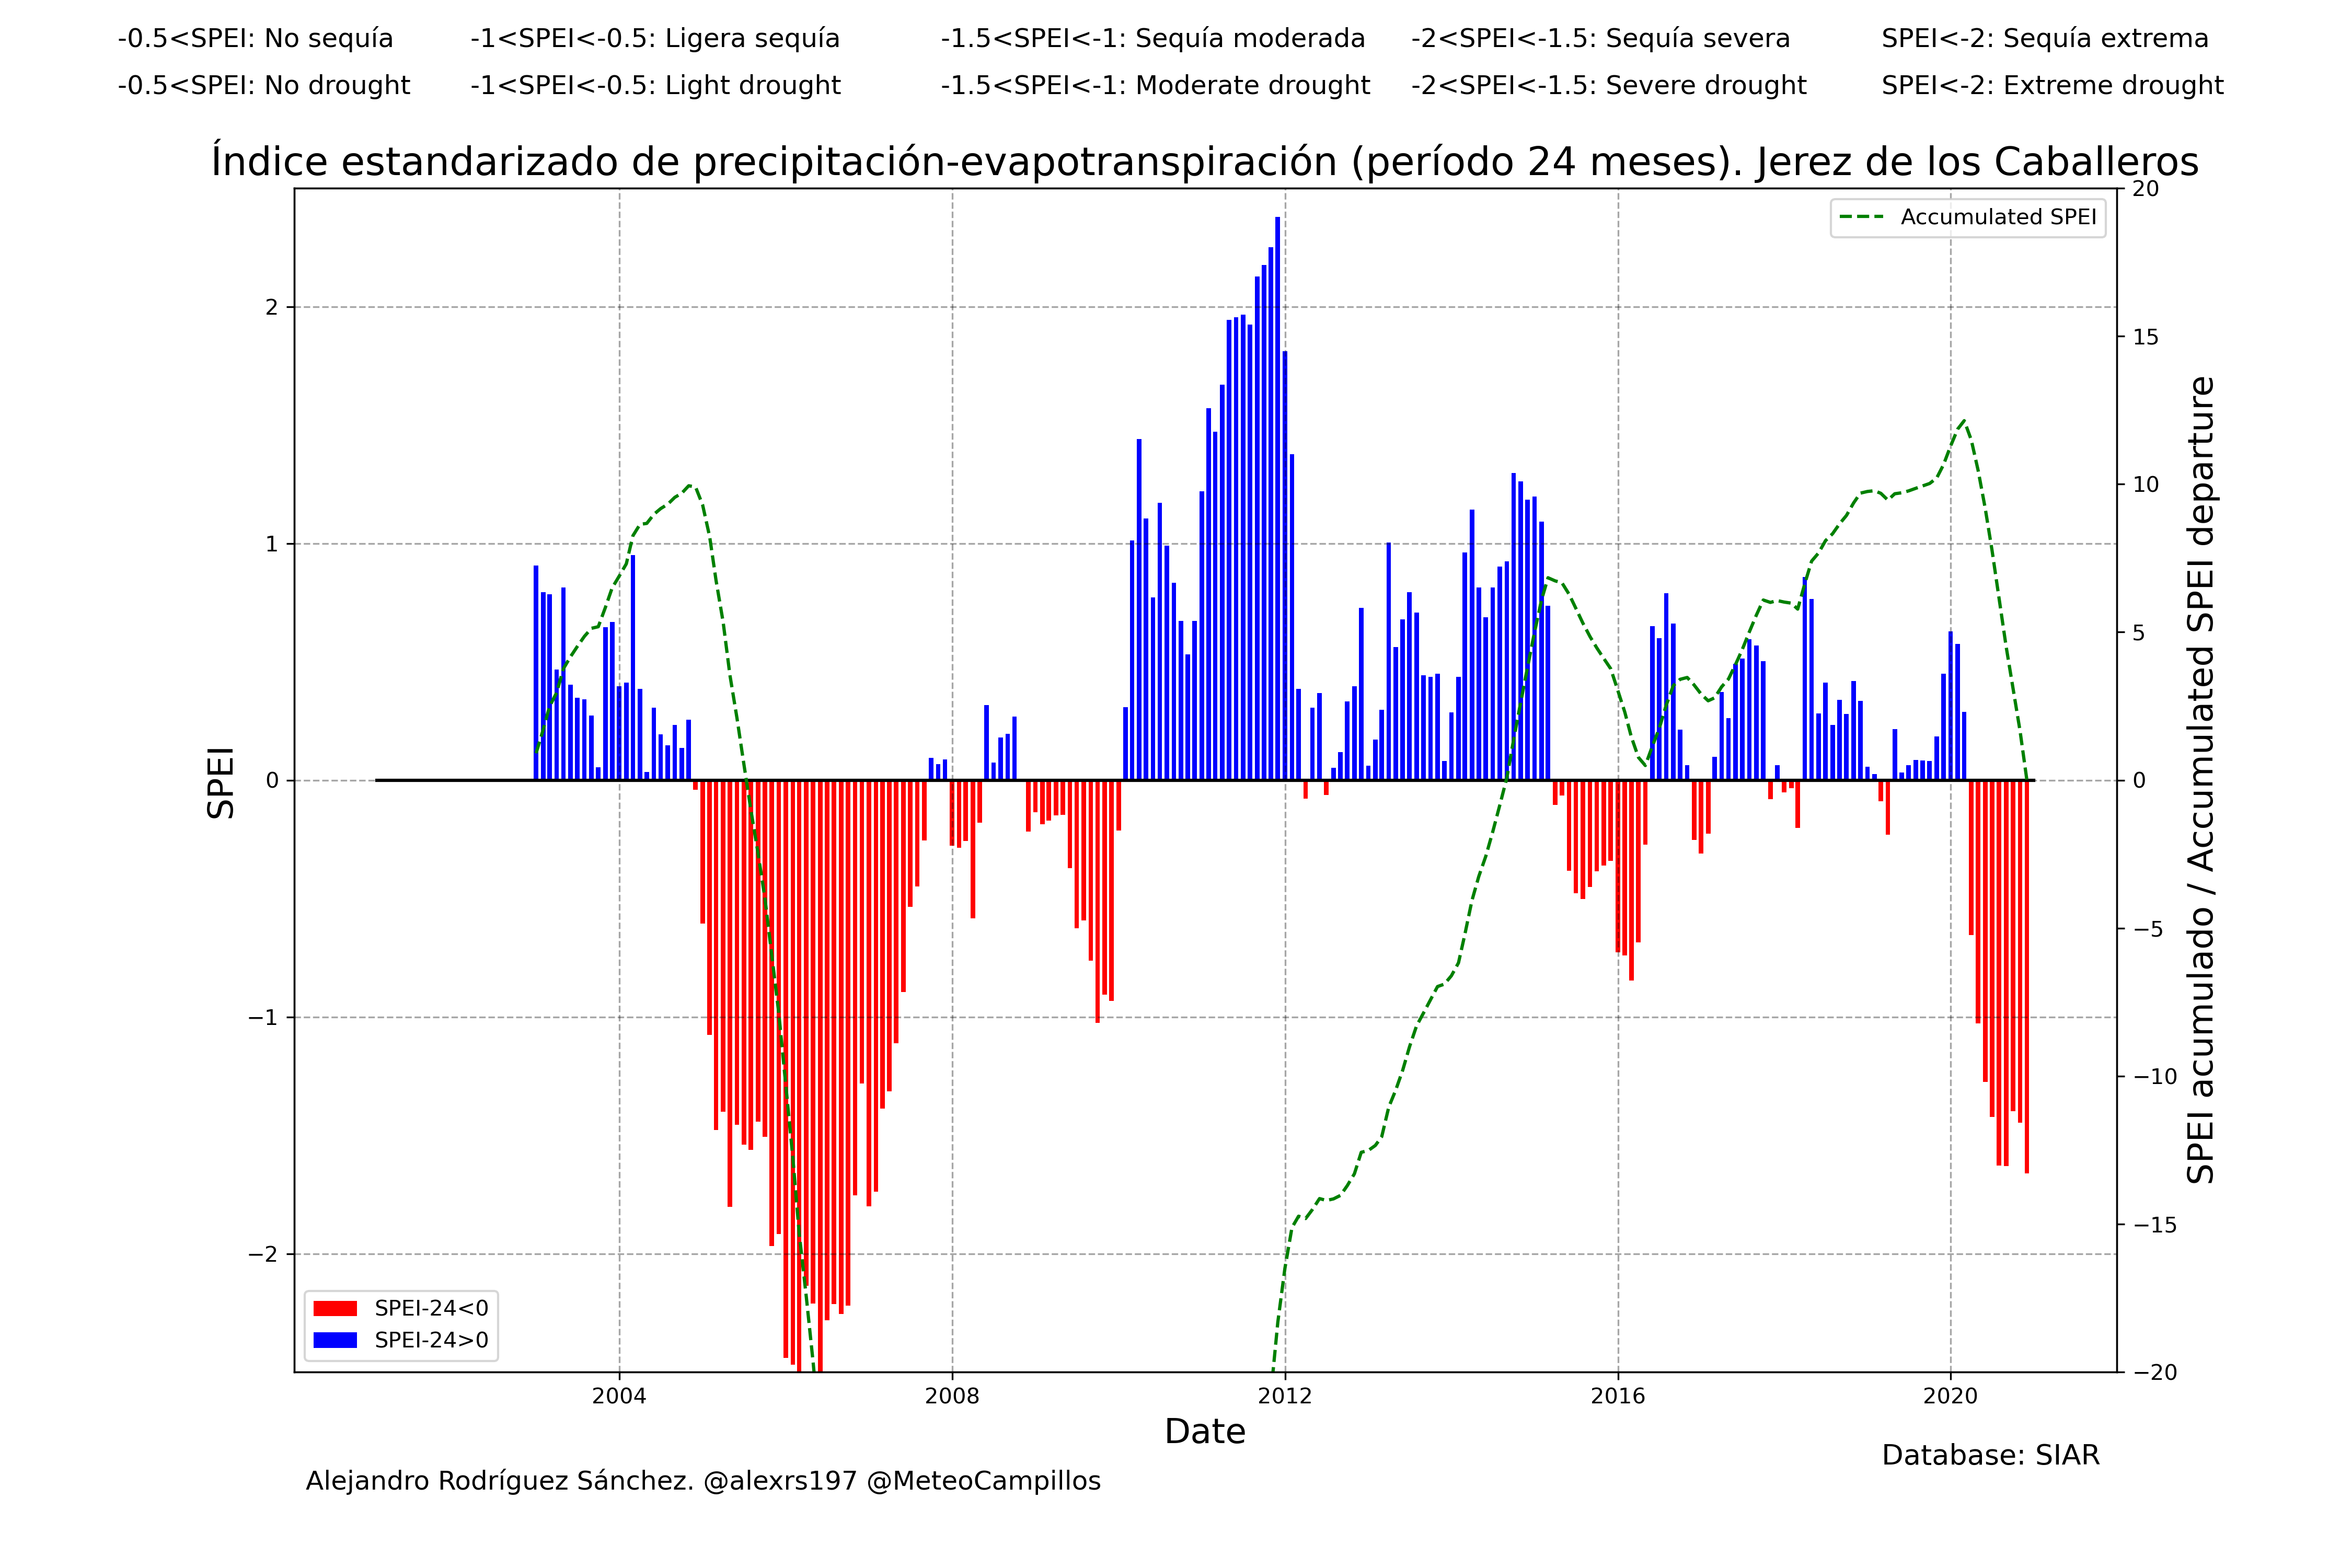 -0.5<SPEI: No sequía -1<SPEI<-0.5: Ligera sequía -1.5<SPEI<-1: Sequía moderada -2<SPEI<-1.5: Sequía severa SPEI<-2: Sequía extrema
-0.5<SPEI: No drought -1<SPEI<-0.5: Light drought -1.5<SPEI<-1: Moderate drought -2<SPEI<-1.5: Severe drought SPEI<-2: Extreme drought
Índice estandarizado de precipitación-evapotranspiración (período 24 meses). Jerez de los Caballeros
Accumulated SPEI
SPEI
2
1
0
−1
−2
20
15
10
5
0
−5
−10
−15
−20
SPEI acumulado / Accumulated SPEI departure
SPEI-24<0
SPEI-24>0
2004 2008 2012 2016 2020
Date
Database: SIAR
Alejandro Rodríguez Sánchez. @alexrs197 @MeteoCampillos